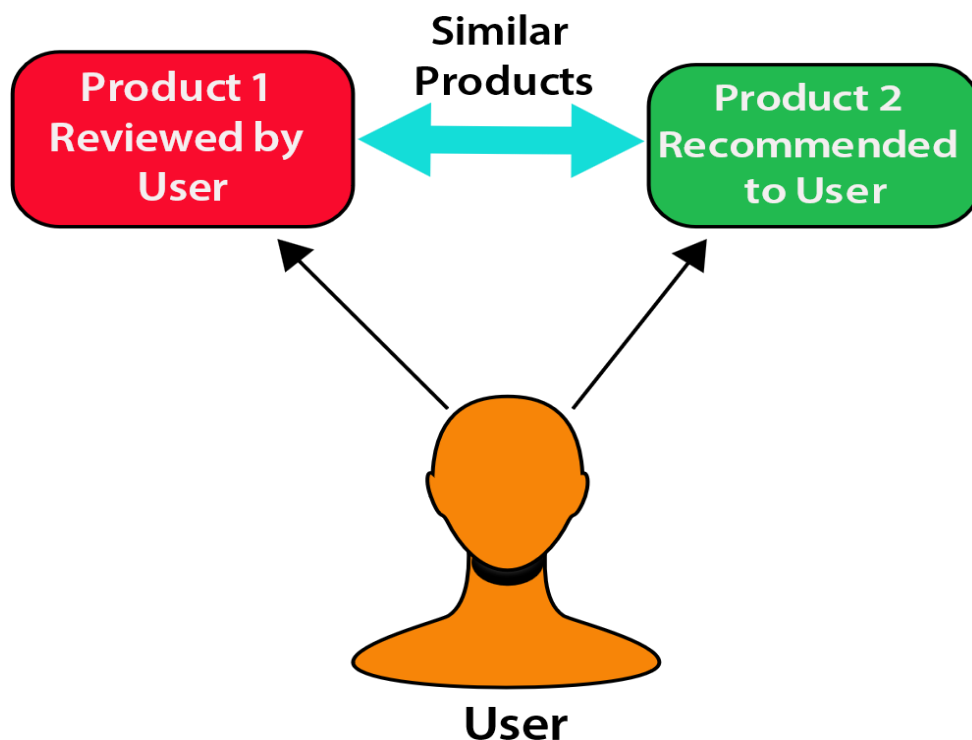 Similar
Products
Product 1
Reviewed by
User
Product 2
Recommended
to User
User